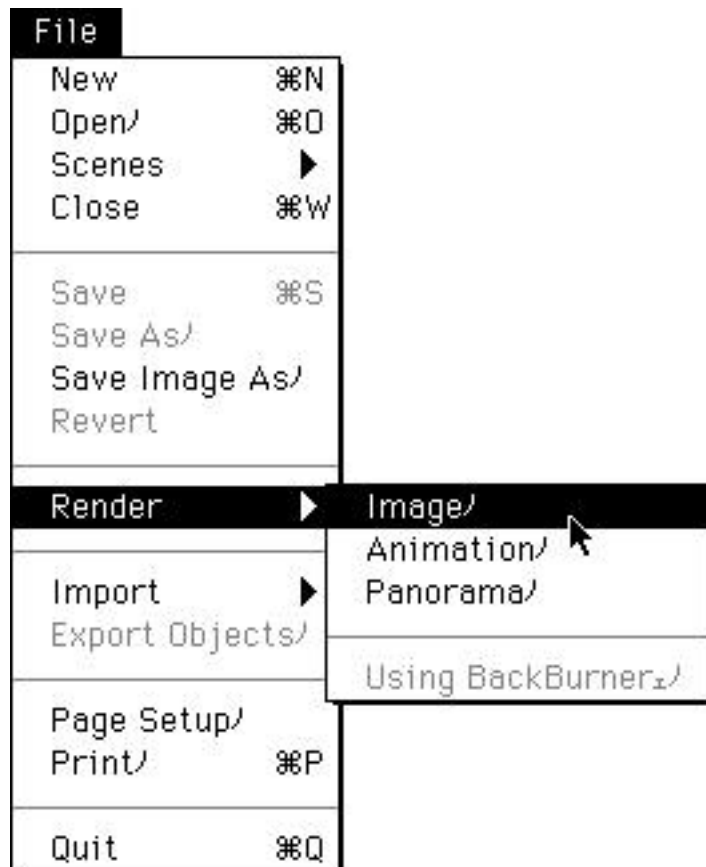 File
New ⌘N
Open╯ ⌘O
Scenes ▶
Close ⌘W
Save ⌘S
Save As╯
Save Image As╯
Revert
Render ▶
Image╯
Animation╯
Panorama╯
Using BackBurner╯
Import ▶
Export Objects╯
Page Setup╯
Print╯ ⌘P
Quit ⌘Q